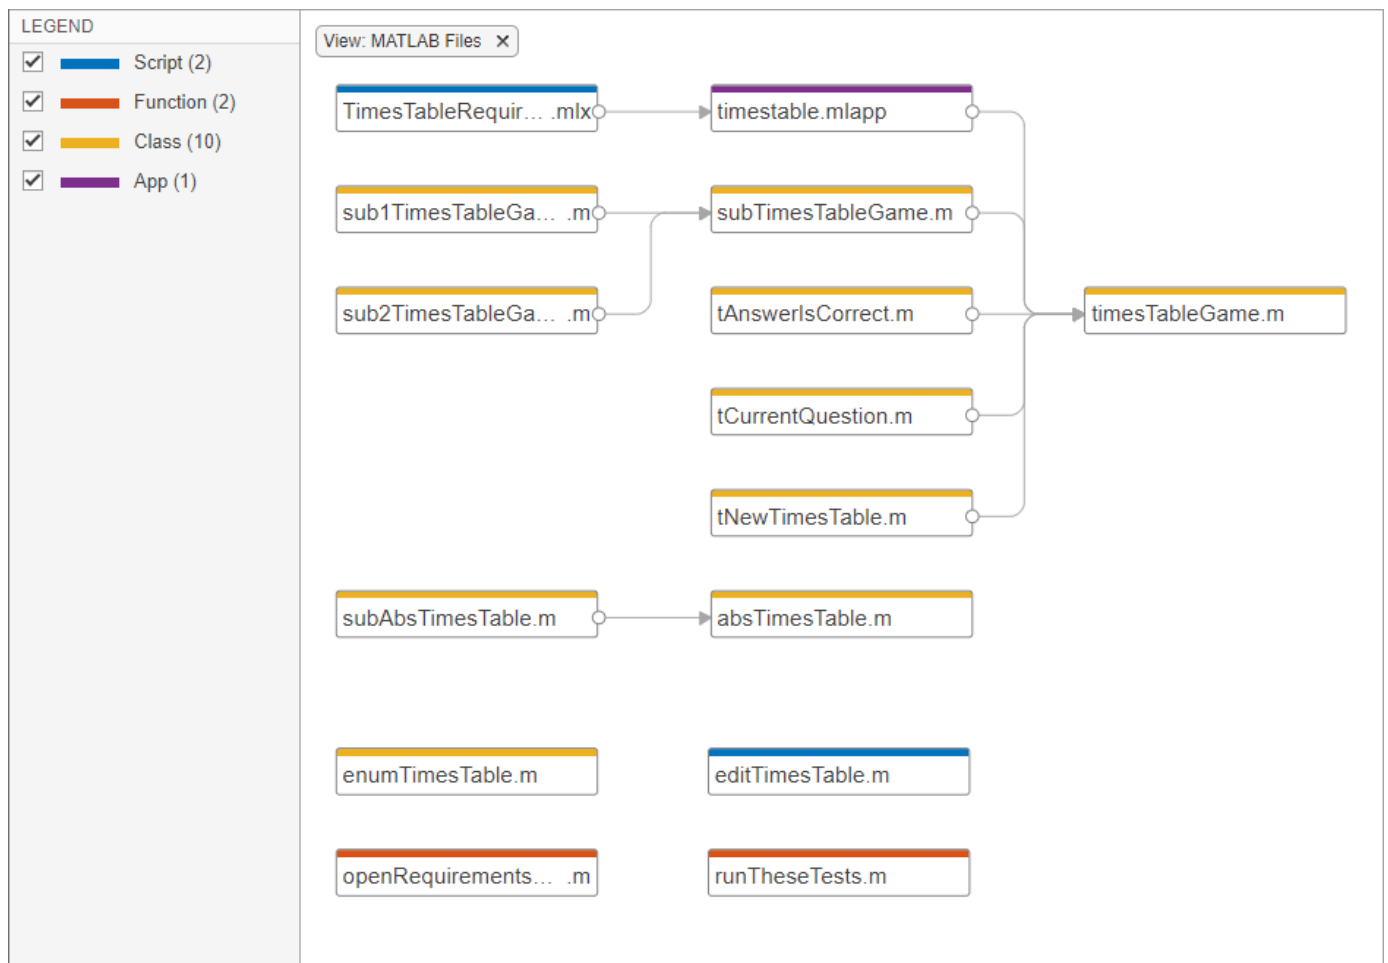 LEGEND
Script (2)
Function (2)
Class (10)
App (1)
View: MATLAB Files
TimesTableRequir... .mlx
timestable.mlapp
sub1TimesTableGa... .m
subTimesTableGame.m
sub2TimesTableGa... .m
tAnswerIsCorrect.m
timesTableGame.m
tCurrentQuestion.m
tNewTimesTable.m
subAbsTimesTable.m
absTimesTable.m
enumTimesTable.m
editTimesTable.m
openRequirements... .m
runTheseTests.m